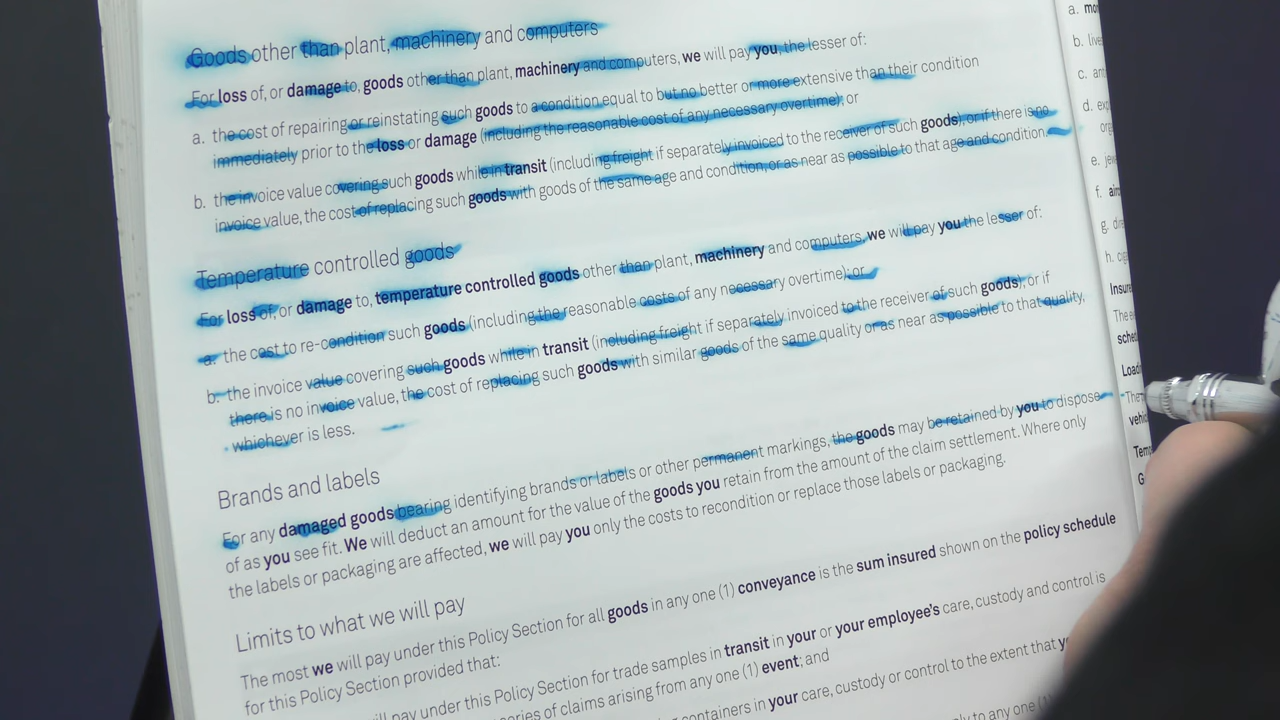 Goods other than plant, machinery and computers
For loss of, or damage to, goods other than plant, machinery and computers, we will pay you, the lesser of:
a. the cost of repairing or reinstating such goods to a condition equal to but no better or more extensive than their condition
immediately prior to the loss or damage (including the reasonable cost of any necessary overtime); or
b. the invoice value covering such goods while in transit (including freight if separately invoiced to the receiver of such goods); or if there is no
invoice value, the cost of replacing such goods with goods of the same age and condition, or as near as possible to that age and condition.
Temperature controlled goods
For loss of, or damage to, temperature controlled goods other than plant, machinery and computers, we will pay you the lesser of:
a. the cost to re-condition such goods (including the reasonable costs of any necessary overtime); or
b. the invoice value covering such goods while in transit (including freight if separately invoiced to the receiver of such goods); or if
there is no invoice value, the cost of replacing such goods with similar goods of the same quality or as near as possible to that quality,
whichever is less.
Brands and labels
For any damaged goods bearing identifying brands or labels or other permanent markings, the goods may be retained by you to dispose
of as you see fit. We will deduct an amount for the value of the goods you retain from the amount of the claim settlement. Where only
the labels or packaging are affected, we will pay you only the costs to recondition or replace those labels or packaging.
Limits to what we will pay
The most we will pay under this Policy Section for all goods in any one (1) conveyance is the sum insured shown on the policy schedule
for this Policy Section provided that:
will pay under this Policy Section for trade samples in transit in your or your employee's care, custody and control is
series of claims arising from any one (1) event; and
containers in your care, custody or control to the extent that
to any one
a.
b.
c.
d.
e.
f.
g.
h.
The